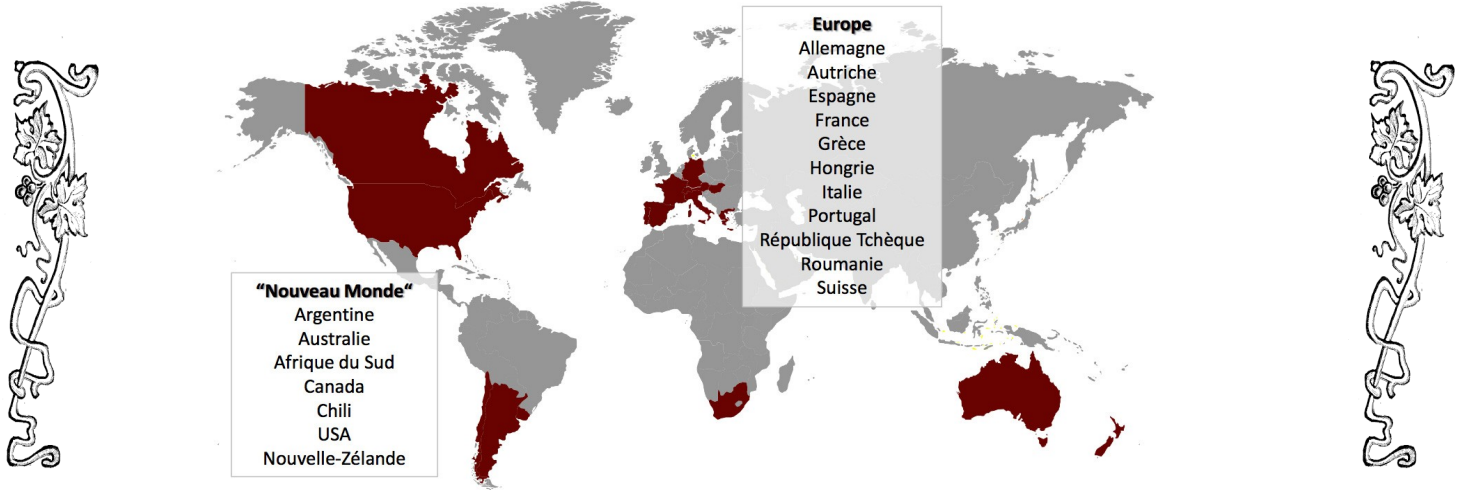 Europe
Allemagne
Autriche
Espagne
France
Grèce
Hongrie
Italie
Portugal
République Tchèque
Roumanie
Suisse
“Nouveau Monde“
Argentine
Australie
Afrique du Sud
Canada
Chili
USA
Nouvelle-Zélande